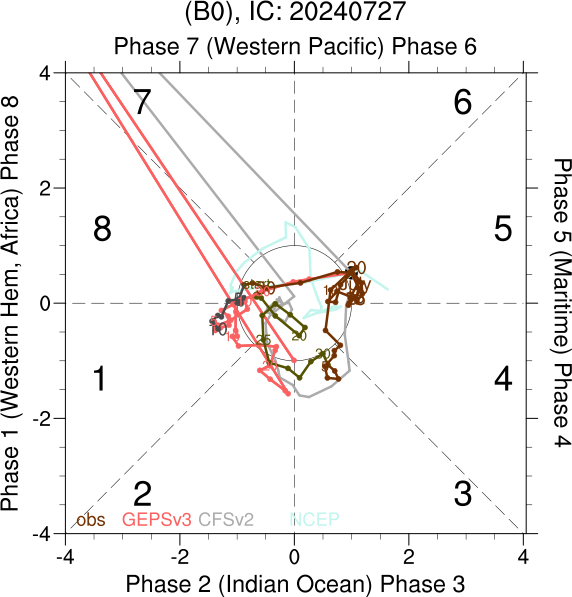 (B0), IC: 20240727
Phase 7 (Western Pacific) Phase 6
4
7
6
Phase 1 (Western Hem, Africa) Phase 8
Phase 5 (Maritime) Phase 4
2
8
5
20
0
20
25
30
1
4
-2
2
3
obs GEPSv3 CFSv2 NCEP
-4
-4 -2 0 2 4
Phase 2 (Indian Ocean) Phase 3